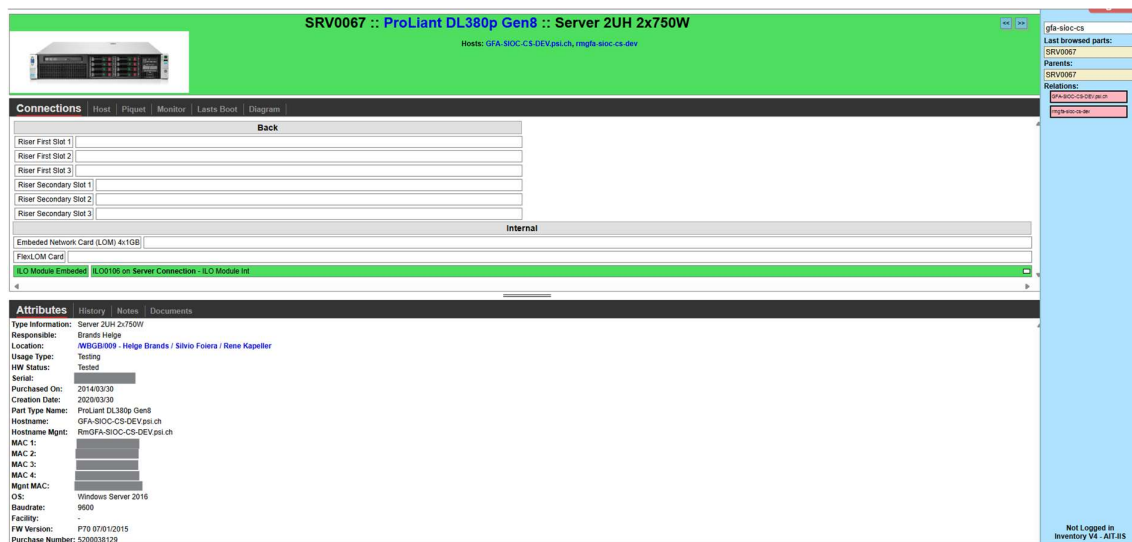 SRV0067 :: ProLiant DL380p Gen8 :: Server 2UH 2x750W
<< >>
Hosts: GFA-SIOC-CS-DEV.psi.ch, rmgfa-sioc-cs-dev
Connections Host Piquet Monitor Lasts Boot Diagram
Back
Riser First Slot 1
Riser First Slot 2
Riser First Slot 3
Riser Secondary Slot 1
Riser Secondary Slot 2
Riser Secondary Slot 3
Internal
Embeded Network Card (LOM) 4x1GB
FlexLOM Card
ILO Module Embeded ILO0106 on Server Connection - ILO Module Int
Attributes History Notes Documents
Type Information: Server 2UH 2x750W
Responsible: Brands Helge
Location: /WBGB/009 - Helge Brands / Silvio Foiera / Rene Kapeller
Usage Type: Testing
HW Status: Tested
Serial:
Purchased On: 2014/03/30
Creation Date: 2020/03/30
Part Type Name: ProLiant DL380p Gen8
Hostname: GFA-SIOC-CS-DEV.psi.ch
Hostname Mgnt: RmGFA-SIOC-CS-DEV.psi.ch
MAC 1:
MAC 2:
MAC 3:
MAC 4:
Mgnt MAC:
OS: Windows Server 2016
Baudrate: 9600
Facility: -
FW Version: P70 07/01/2015
Purchase Number: 5200038129
gfa-sioc-cs
Last browsed parts:
SRV0067
Parents:
SRV0067
Relations:
GFA-SIOC-CS-DEV.psi.ch
rmgfa-sioc-cs-dev
Not Logged in
Inventory V4 - AIT-IIS